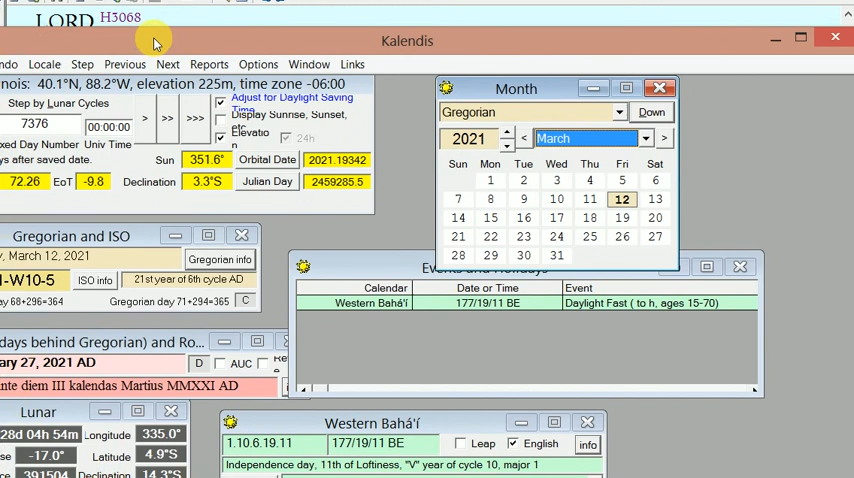 LORD H3068
Kalendis
ndo Locale Step Previous Next Reports Options Window Links
inois: 40.1°N, 88.2°W, elevation 225m, time zone -06:00
Step by Lunar Cycles
7376 00:00:00 > >> >>>
Adjust for Daylight Saving Time
Display Sunrise, Sunset, etc
Elevation 24h
ixed Day Number Univ Time
ys after saved date.
Sun 351.6° Orbital Date 2021.19342
72.26 EoT -9.8 Declination 3.3°S Julian Day 2459285.5
Month
Gregorian Down
2021 < March >
Sun Mon Tue Wed Thu Fri Sat
1 2 3 4 5 6
7 8 9 10 11 12 13
14 15 16 17 18 19 20
21 22 23 24 25 26 27
28 29 30 31
Gregorian and ISO
, March 12, 2021 AD Gregorian info
1-W10-5 ISO info 21st year of 6th cycle AD
ay 68+296=364 Gregorian day 71+294=365 C
Events and Holidays
Calendar Date or Time Event
Western Bahá'í 177/19/11 BE Daylight Fast ( to h, ages 15-70)
days behind Gregorian) and Ro...
ary 27, 2021 AD D AUC
ante diem III kalendas Martius MMXXI AD
Lunar
28d 04h 54m Longitude 335.0°
se -17.0° Latitude 4.9°S
ce 391504 Declination 14.3°S
Western Bahá'í
1.10.6.19.11 177/19/11 BE Leap English info
Independence day, 11th of Loftiness, "V" year of cycle 10, major 1